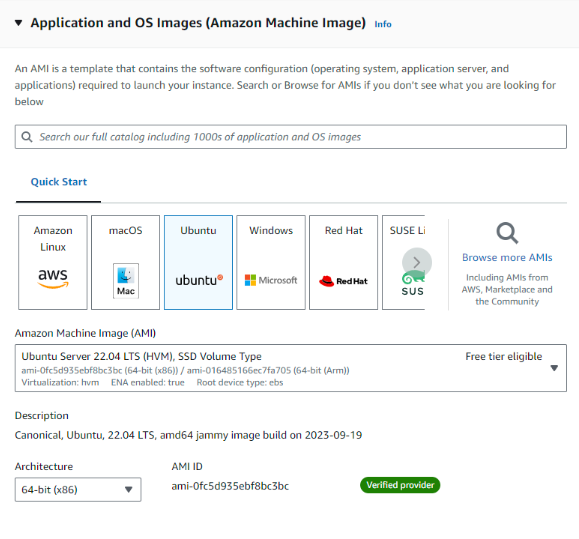 Application and OS Images (Amazon Machine Image) Info
An AMI is a template that contains the software configuration (operating system, application server, and
applications) required to launch your instance. Search or Browse for AMIs if you don't see what you are looking for
below
Search our full catalog including 1000s of application and OS images
Quick Start
Amazon Linux
aws
macOS
Mac
Ubuntu
ubuntu
Windows
Microsoft
Red Hat
Red Hat
SUSE Li
SUS
Browse more AMIs
Including AMIs from
AWS, Marketplace and
the Community
Amazon Machine Image (AMI)
Ubuntu Server 22.04 LTS (HVM), SSD Volume Type Free tier eligible
ami-0fc5d935ebf8bc3bc (64-bit (x86)) / ami-016485166ec7fa705 (64-bit (Arm))
Virtualization: hvm ENA enabled: true Root device type: ebs
Description
Canonical, Ubuntu, 22.04 LTS, amd64 jammy image build on 2023-09-19
Architecture AMI ID
64-bit (x86) ami-0fc5d935ebf8bc3bc Verified provider